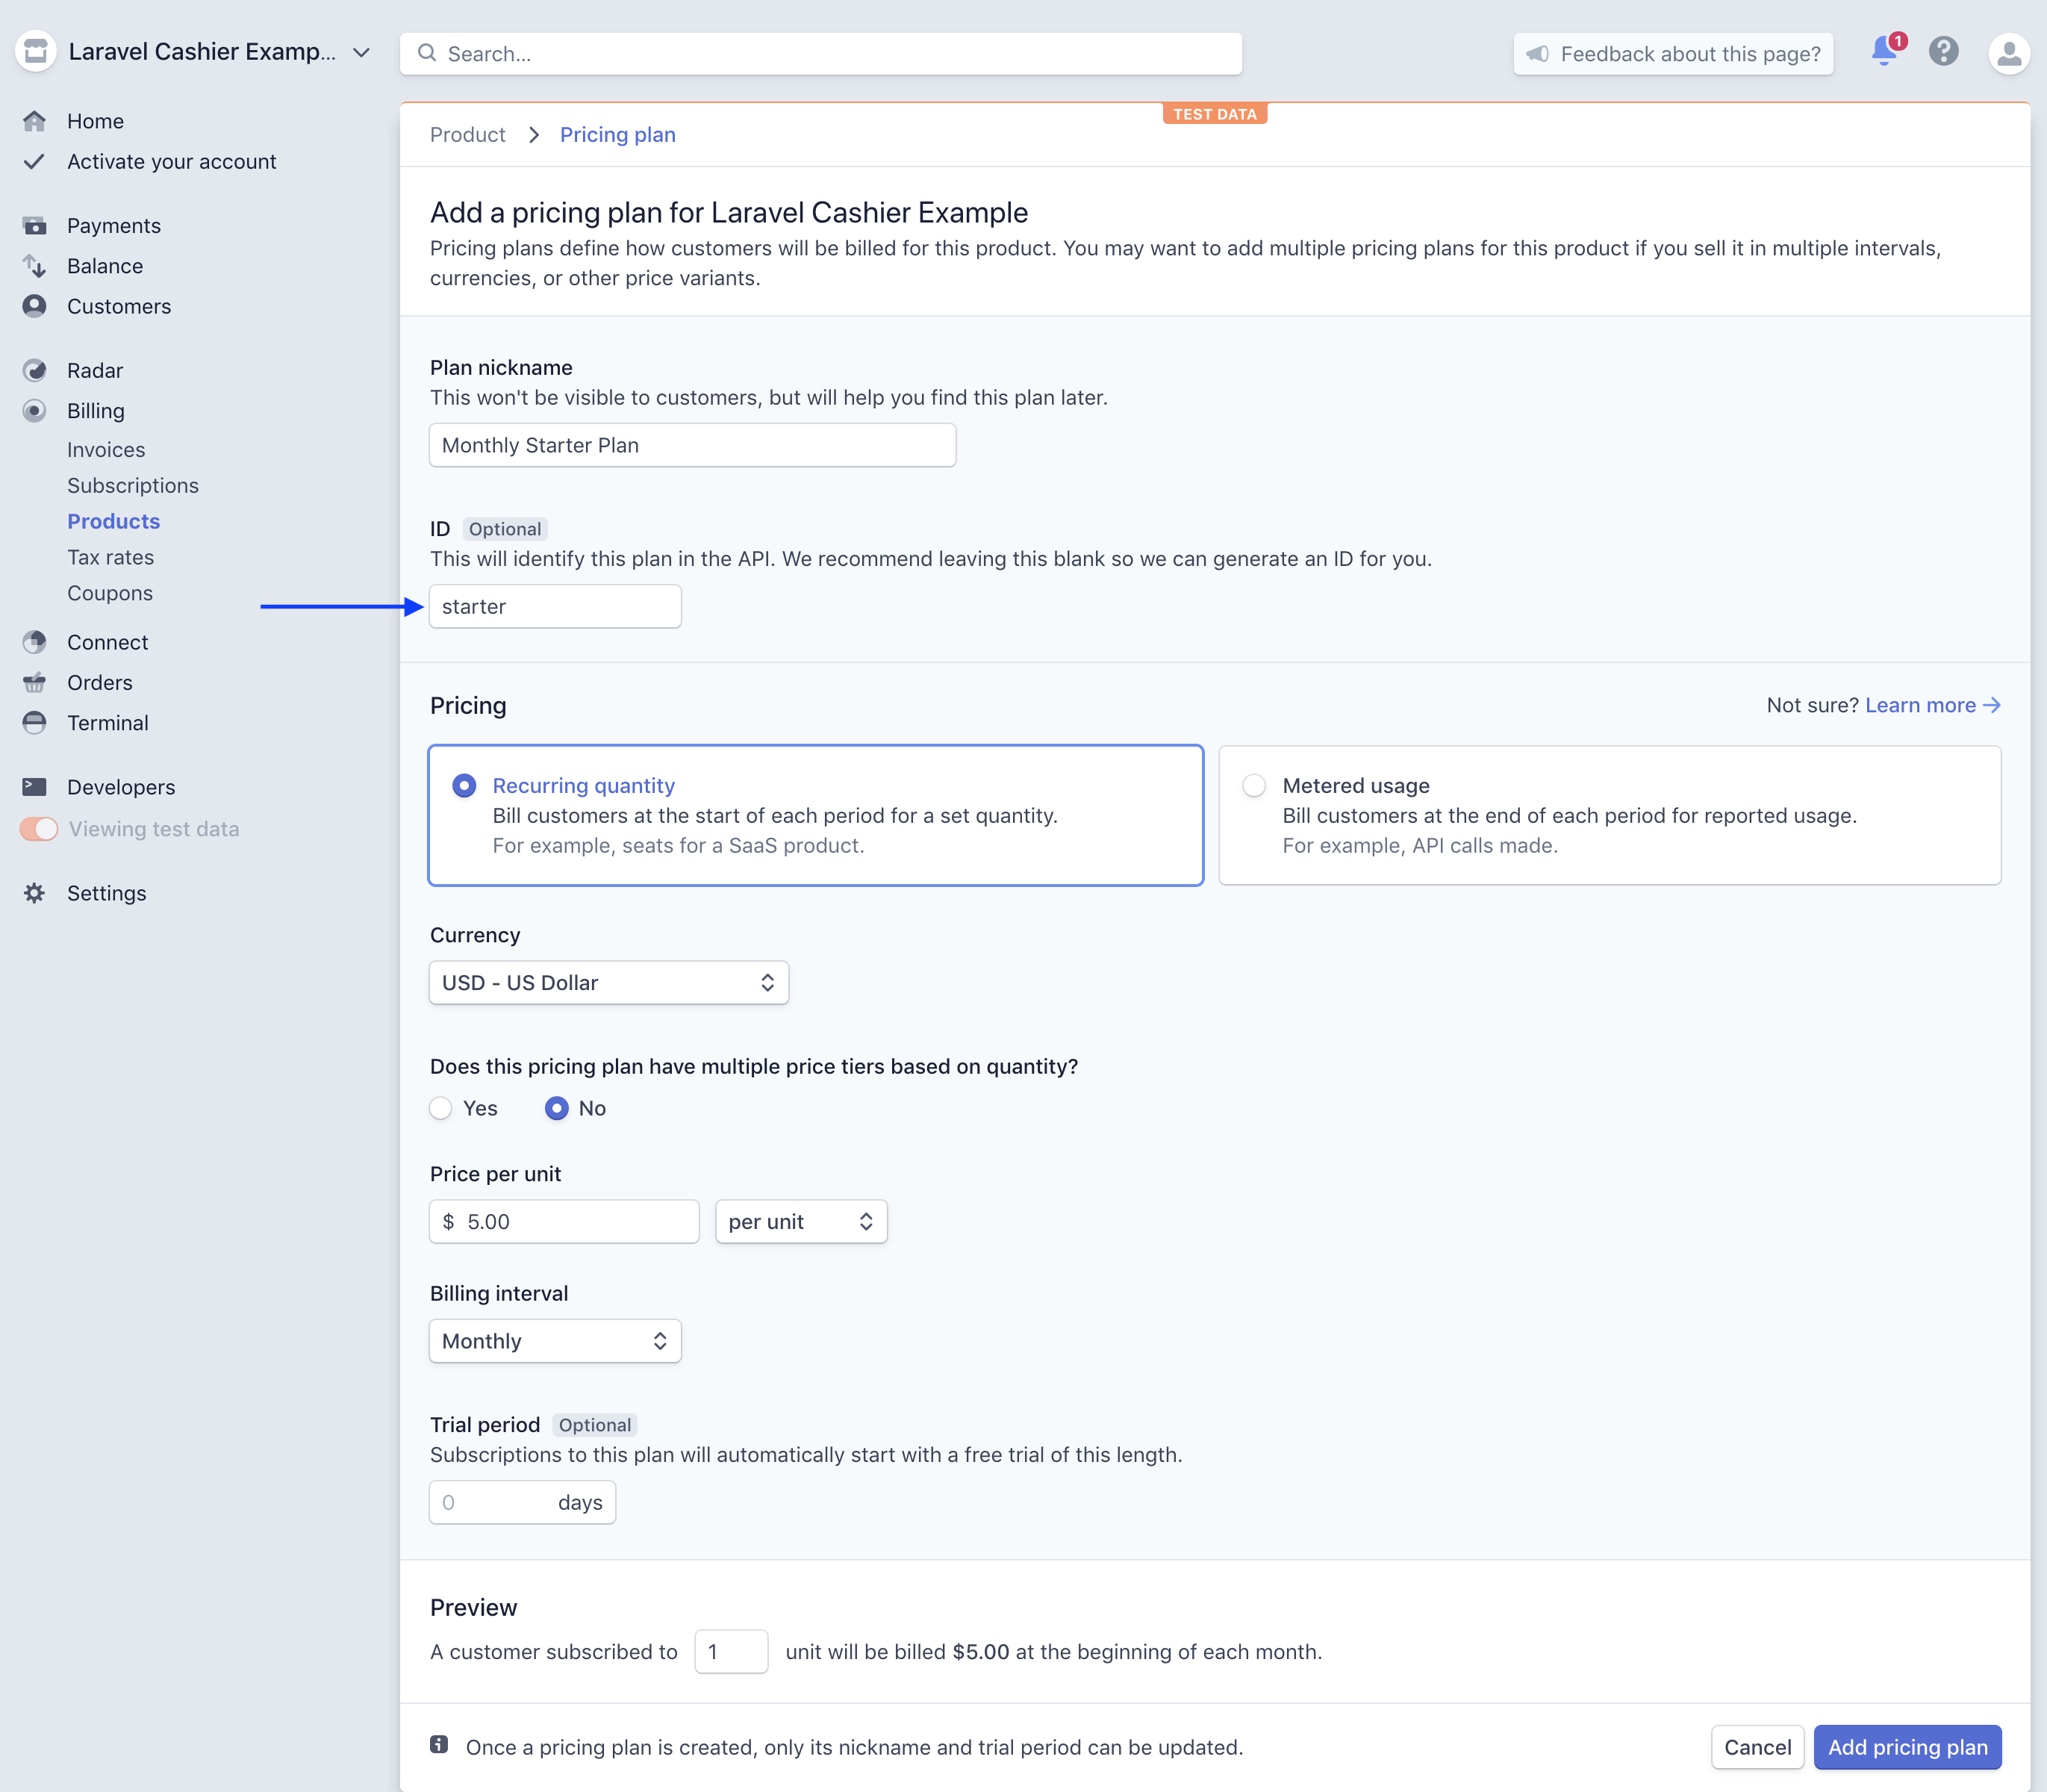 Laravel Cashier Examp...
Search...
Feedback about this page?
1
Home
Activate your account
Payments
Balance
Customers
Radar
Billing
Invoices
Subscriptions
Products
Tax rates
Coupons
Connect
Orders
Terminal
Developers
Viewing test data
Settings
TEST DATA
Product > Pricing plan
Add a pricing plan for Laravel Cashier Example
Pricing plans define how customers will be billed for this product. You may want to add multiple pricing plans for this product if you sell it in multiple intervals,
currencies, or other price variants.
Plan nickname
This won't be visible to customers, but will help you find this plan later.
Monthly Starter Plan
ID Optional
This will identify this plan in the API. We recommend leaving this blank so we can generate an ID for you.
starter
Pricing
Not sure? Learn more →
Recurring quantity
Bill customers at the start of each period for a set quantity.
For example, seats for a SaaS product.
Metered usage
Bill customers at the end of each period for reported usage.
For example, API calls made.
Currency
USD - US Dollar
Does this pricing plan have multiple price tiers based on quantity?
Yes No
Price per unit
$ 5.00 per unit
Billing interval
Monthly
Trial period Optional
Subscriptions to this plan will automatically start with a free trial of this length.
0 days
Preview
A customer subscribed to 1 unit will be billed $5.00 at the beginning of each month.
Once a pricing plan is created, only its nickname and trial period can be updated.
Cancel
Add pricing plan